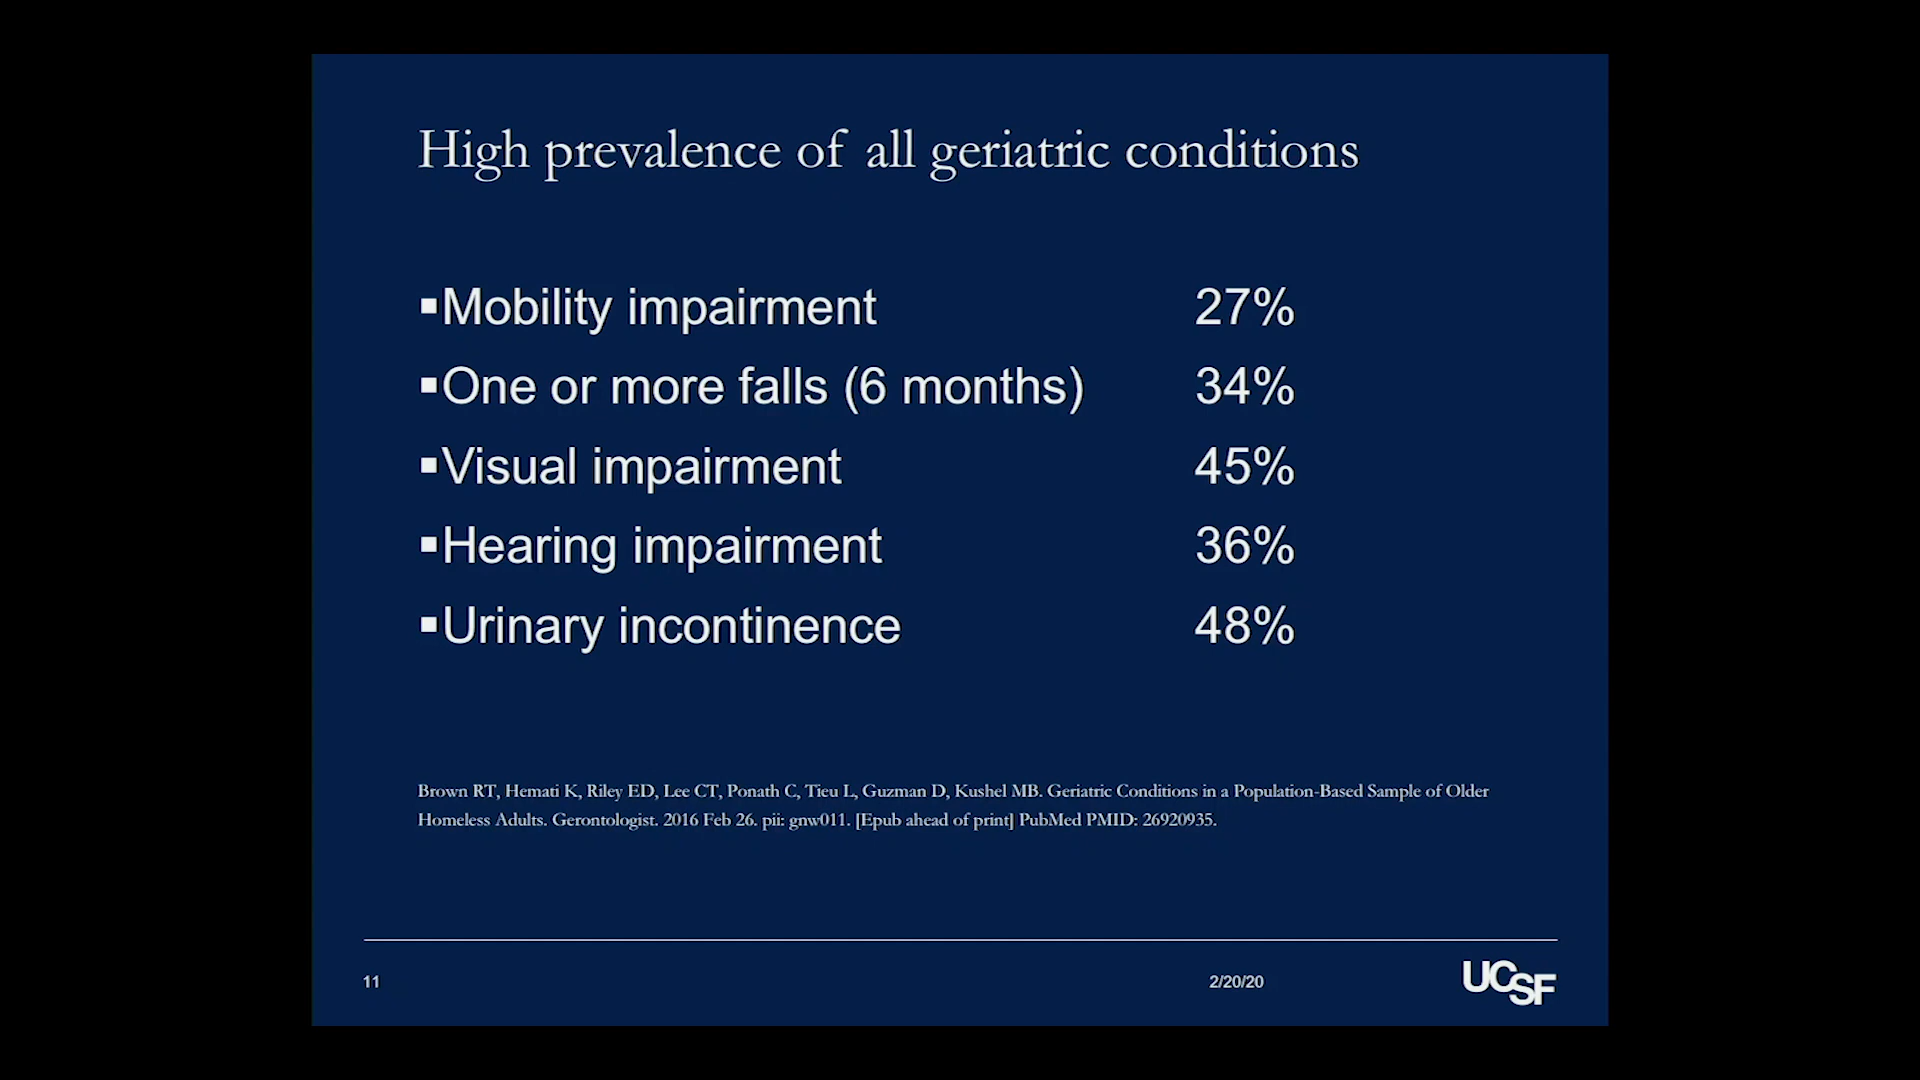 High prevalence of all geriatric conditions
▪Mobility impairment 27%
▪One or more falls (6 months) 34%
▪Visual impairment 45%
▪Hearing impairment 36%
▪Urinary incontinence 48%
Brown RT, Hemati K, Riley ED, Lee CT, Ponath C, Tieu L, Guzman D, Kushel MB. Geriatric Conditions in a Population-Based Sample of Older
Homeless Adults. Gerontologist. 2016 Feb 26. pii: gnw011. [Epub ahead of print] PubMed PMID: 26920935.
11 2/20/20 UCSF